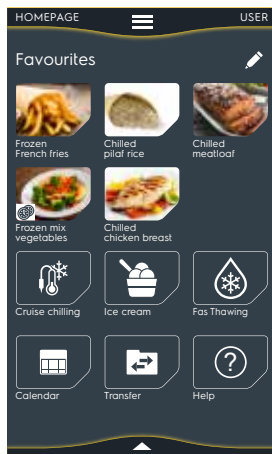 HOMEPAGE USER
Favourites
Frozen
French fries
Chilled
pilaf rice
Chilled
meatloaf
Frozen mix
vegetables
Chilled
chicken breast
Cruise chilling
Ice cream
Fas Thawing
Calendar
Transfer
Help